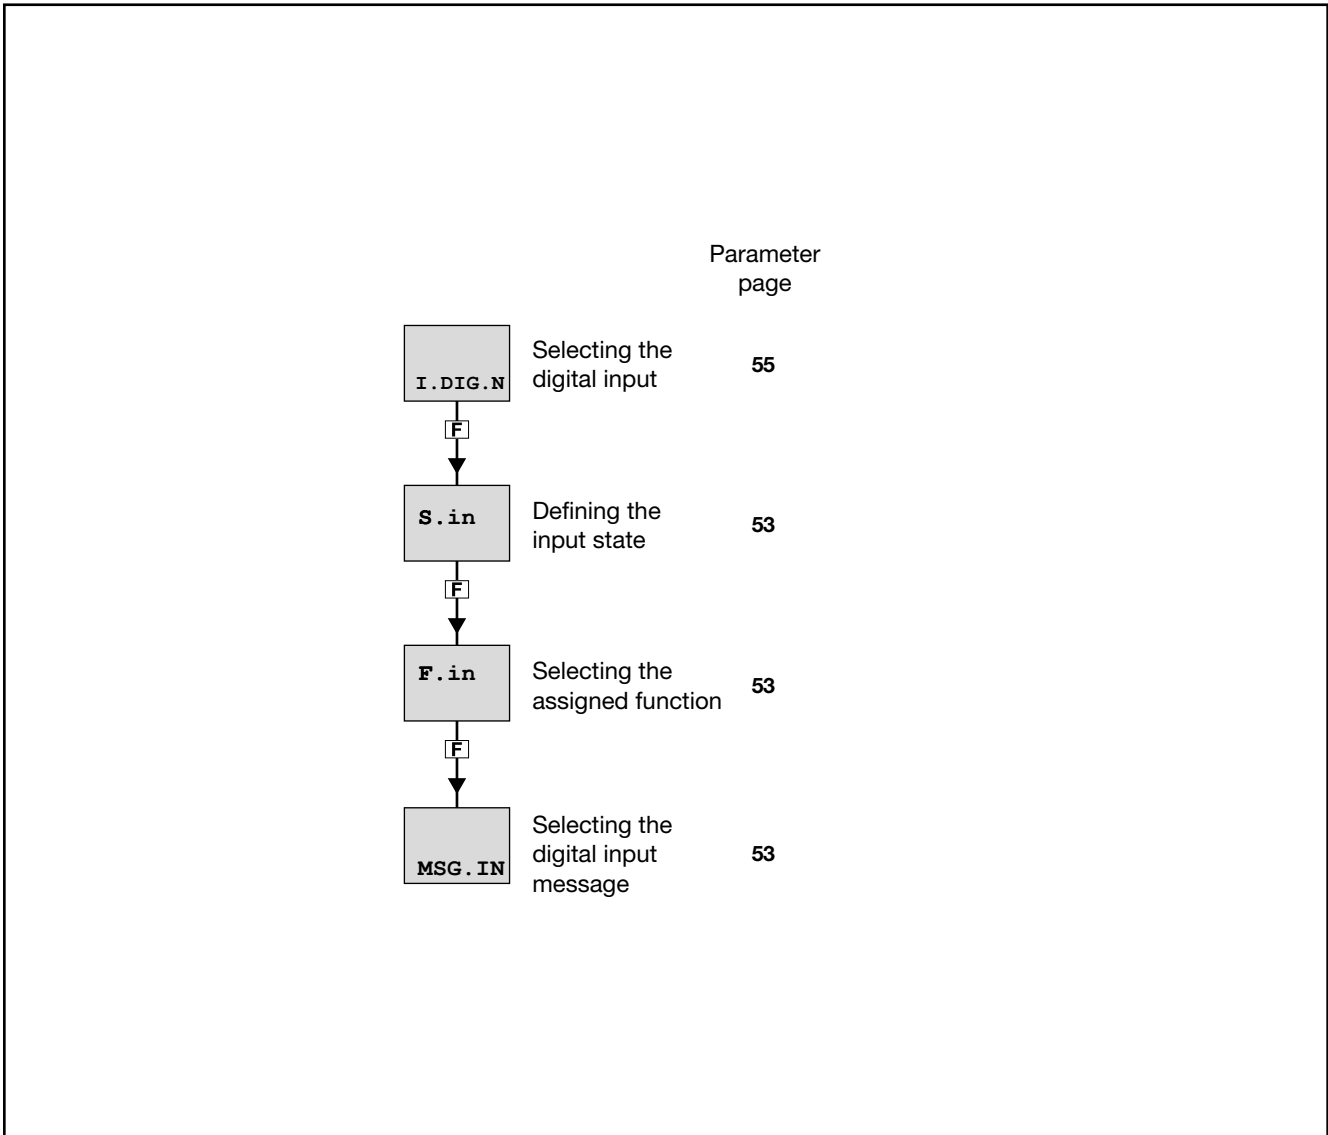 Parameter
page
I.DIG.N
Selecting the
digital input
55
F
S.in
Defining the
input state
53
F
F.in
Selecting the
assigned function
53
F
MSG.IN
Selecting the
digital input
message
53